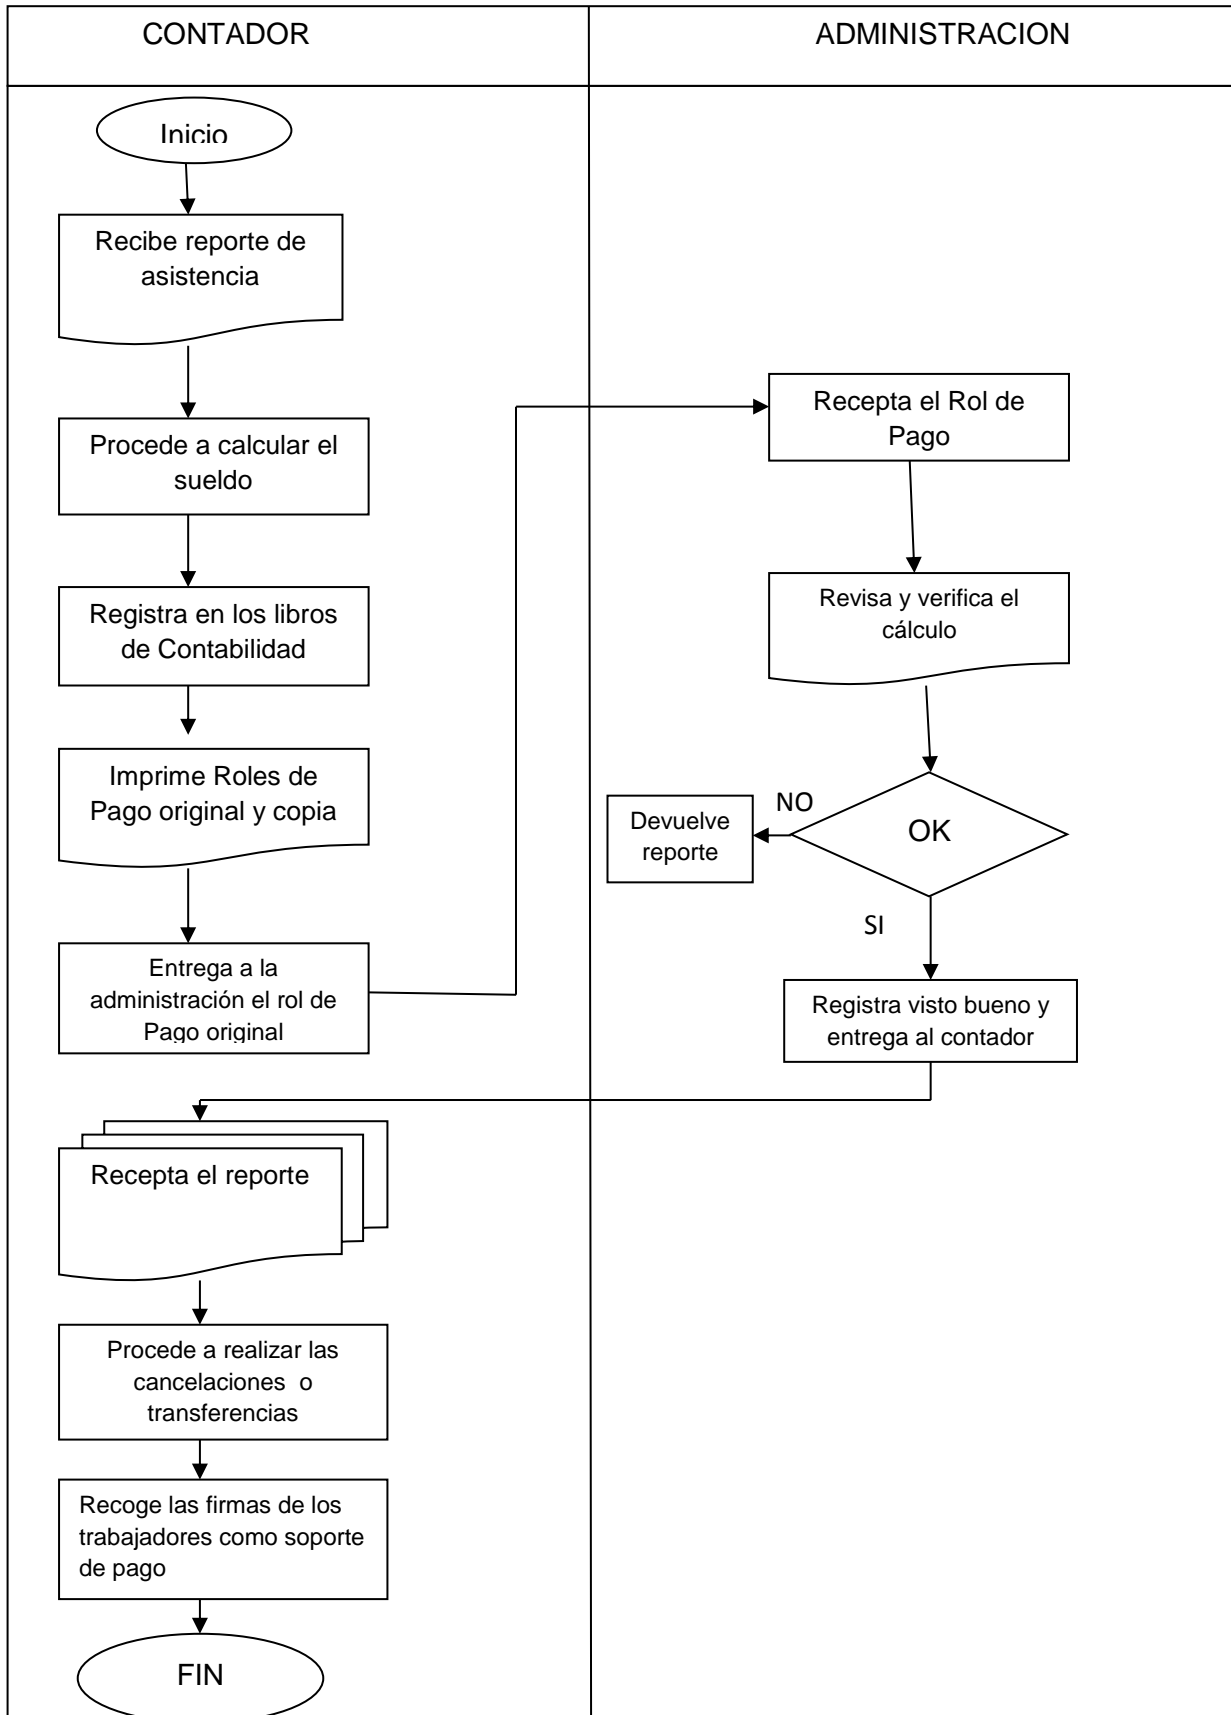 CONTADOR
ADMINISTRACION
Inicio
Recibe reporte de
asistencia
Procede a calcular el
sueldo
Registra en los libros
de Contabilidad
Imprime Roles de
Pago original y copia
Entrega a la
administración el rol de
Pago original
Recepta el Rol de
Pago
Revisa y verifica el
cálculo
OK
NO
Devuelve
reporte
SI
Registra visto bueno y
entrega al contador
Recepta el reporte
Procede a realizar las
cancelaciones  o
transferencias
Recoge las firmas de los
trabajadores como soporte
de pago
FIN